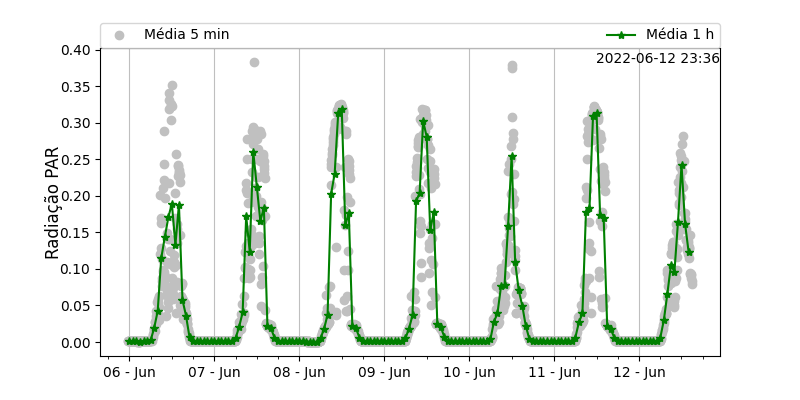 Média 5 min
Média 1 h
2022-06-12 23:36
0.40
0.35
0.30
0.25
0.20
0.15
0.10
0.05
0.00
Radiação PAR
06 - Jun
07 - Jun
08 - Jun
09 - Jun
10 - Jun
11 - Jun
12 - Jun